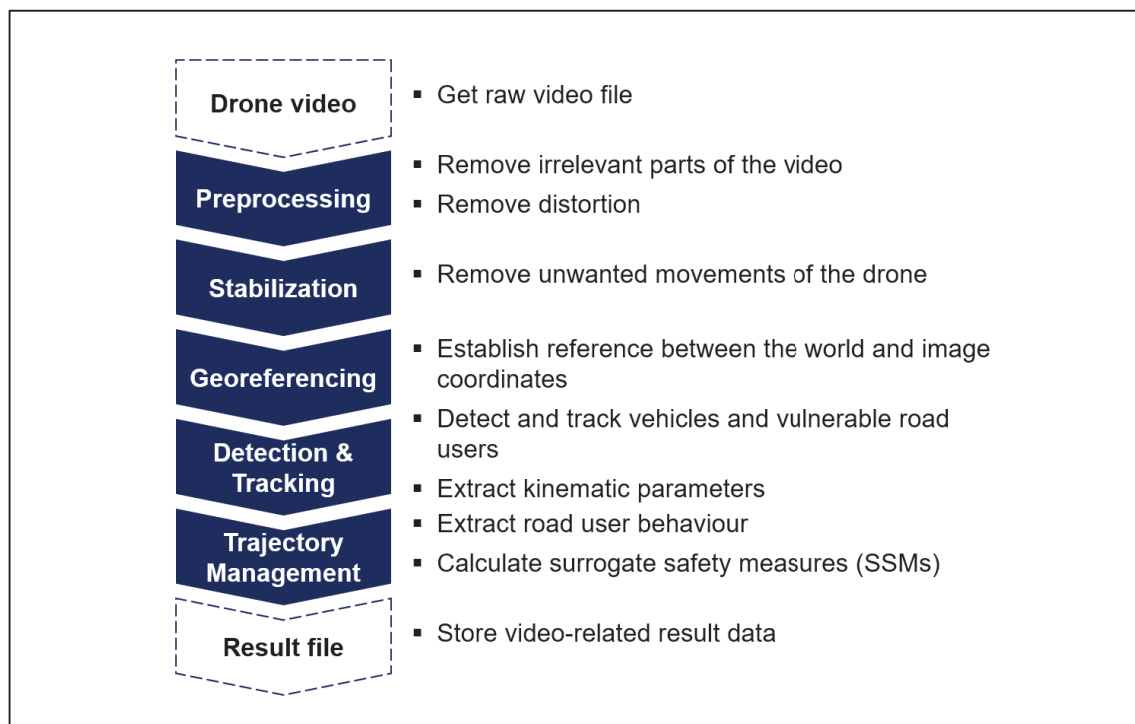 Drone video
▪ Get raw video file
Preprocessing
▪ Remove irrelevant parts of the video
▪ Remove distortion
Stabilization
▪ Remove unwanted movements of the drone
Georeferencing
▪ Establish reference between the world and image
coordinates
Detection &
Tracking
▪ Detect and track vehicles and vulnerable road
users
▪ Extract kinematic parameters
Trajectory
Management
▪ Extract road user behaviour
▪ Calculate surrogate safety measures (SSMs)
Result file
▪ Store video-related result data